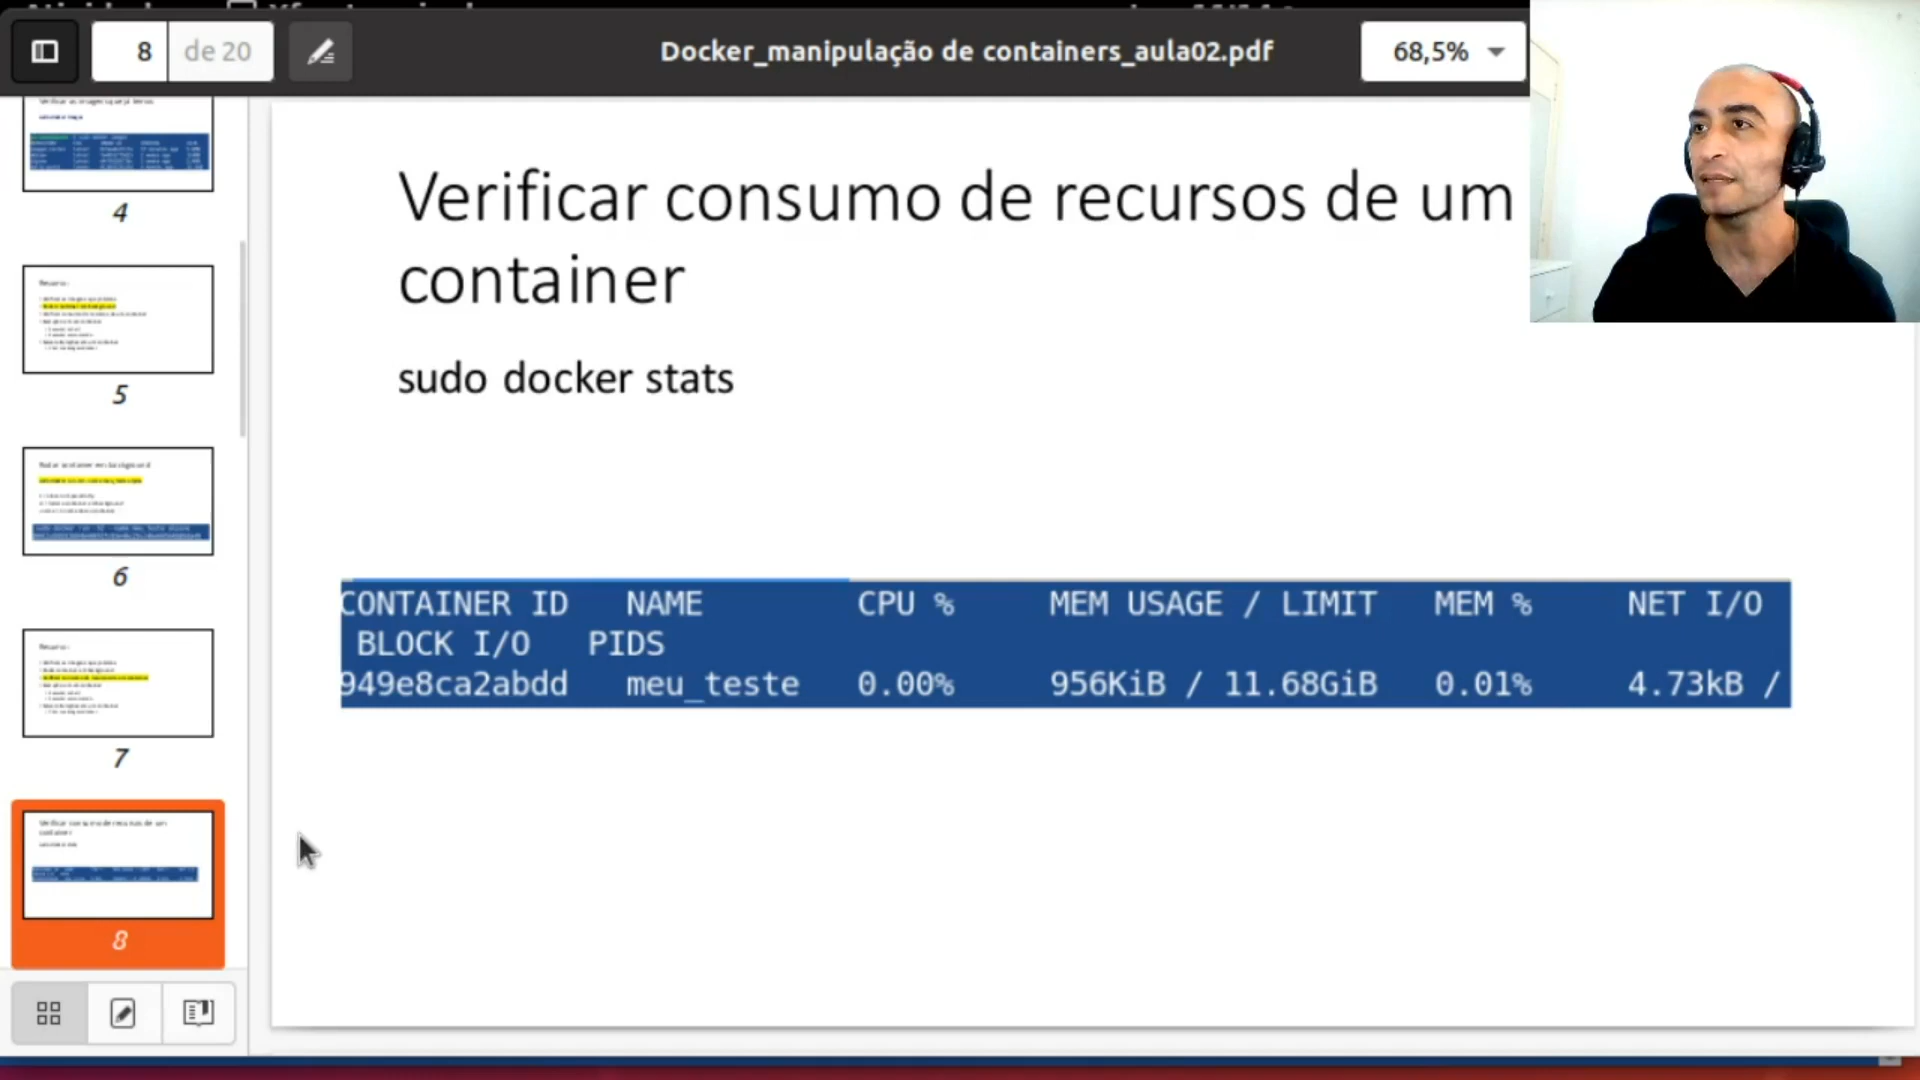 8
de 20
Docker_manipulação de containers_aula02.pdf
68,5%
4
5
6
7
8
Verificar consumo de recursos de um
container
sudo docker stats
CONTAINER ID NAME CPU % MEM USAGE / LIMIT MEM % NET I/O
BLOCK I/O PIDS
949e8ca2abdd meu_teste 0.00% 956KiB / 11.68GiB 0.01% 4.73kB /